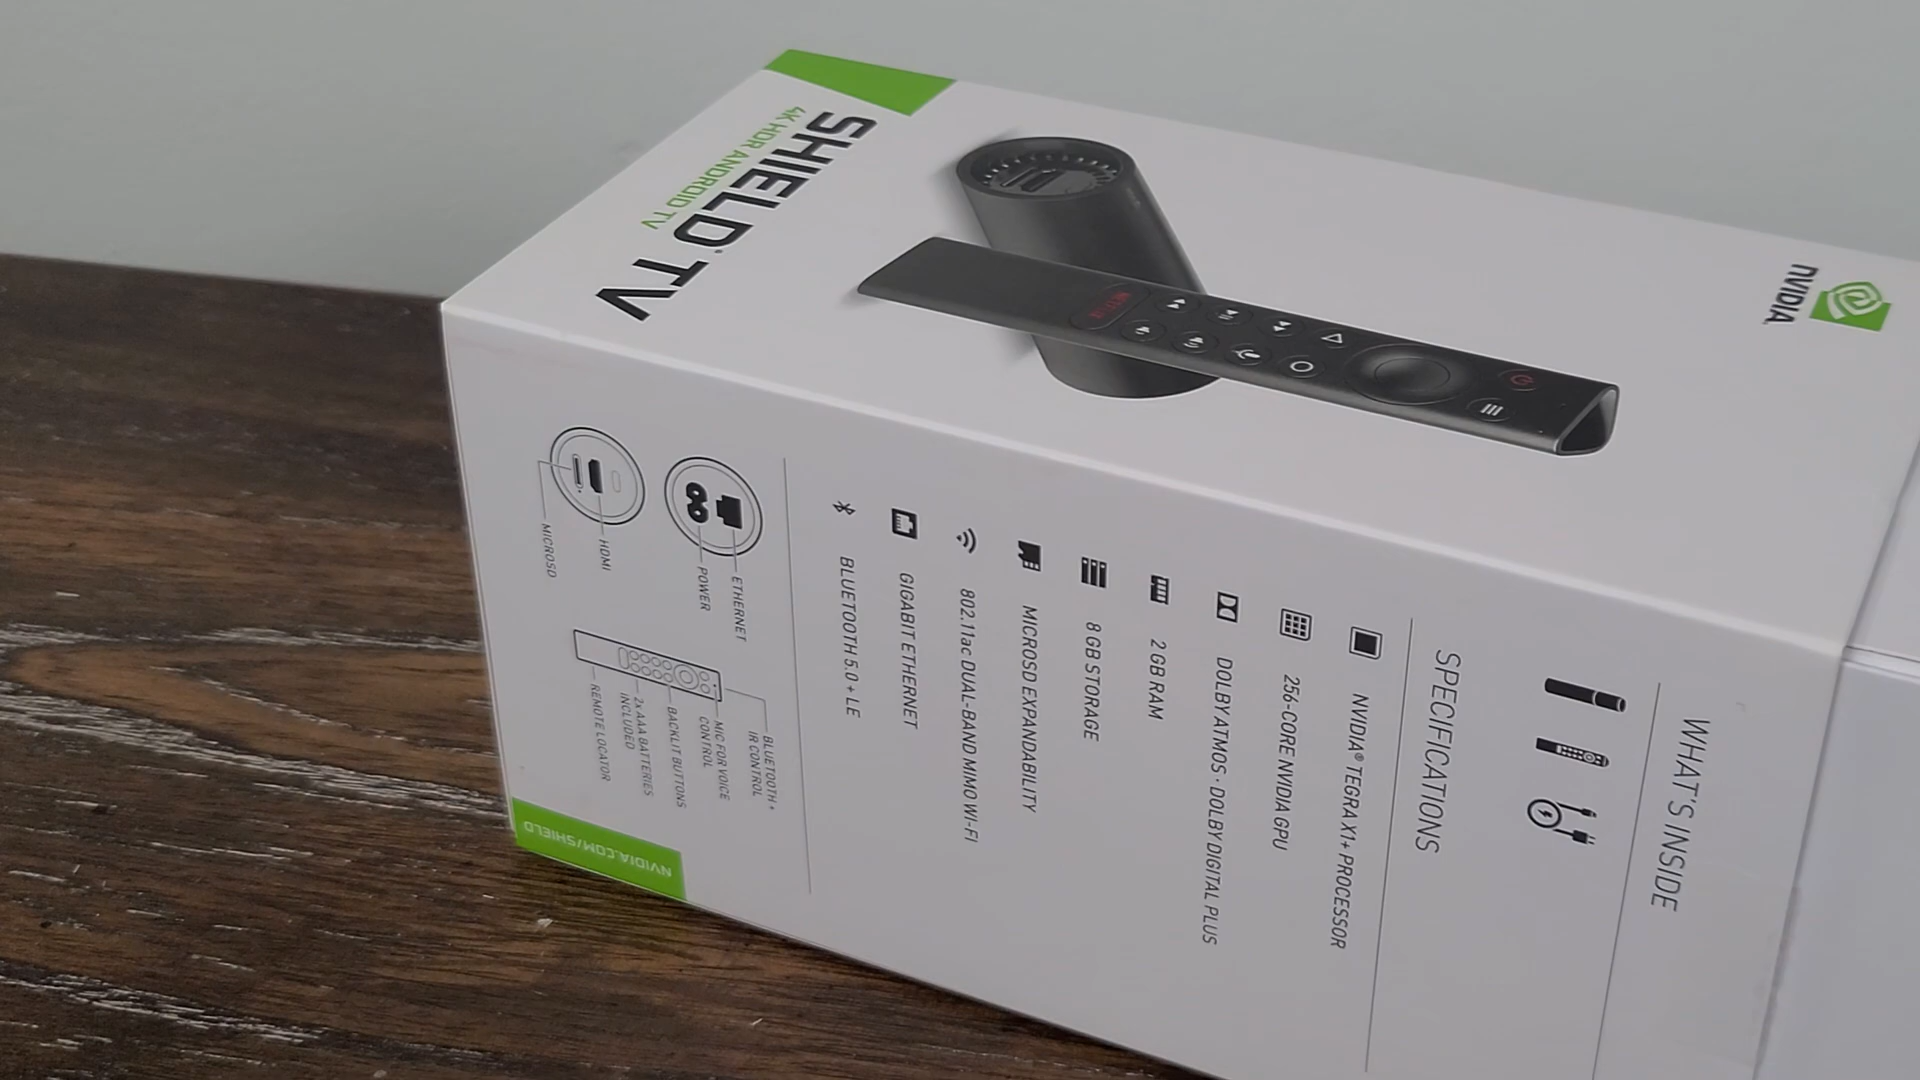 NVIDIA
SHIELD TV
4K HDR ANDROID TV
NETFLIX
WHAT'S INSIDE
SPECIFICATIONS
NVIDIA® TEGRA X1+ PROCESSOR
256-CORE NVIDIA GPU
DOLBY ATMOS · DOLBY DIGITAL PLUS
2 GB RAM
8 GB STORAGE
MICROSD EXPANDABILITY
802.11ac DUAL-BAND MIMO WI-FI
GIGABIT ETHERNET
BLUETOOTH 5.0 + LE
ETHERNET
POWER
HDMI
MICROSD
BLUETOOTH +
IR CONTROL
MIC FOR VOICE
CONTROL
BACKLIT BUTTONS
2x AAA BATTERIES
INCLUDED
REMOTE LOCATOR
NVIDIA.COM/SHIELD